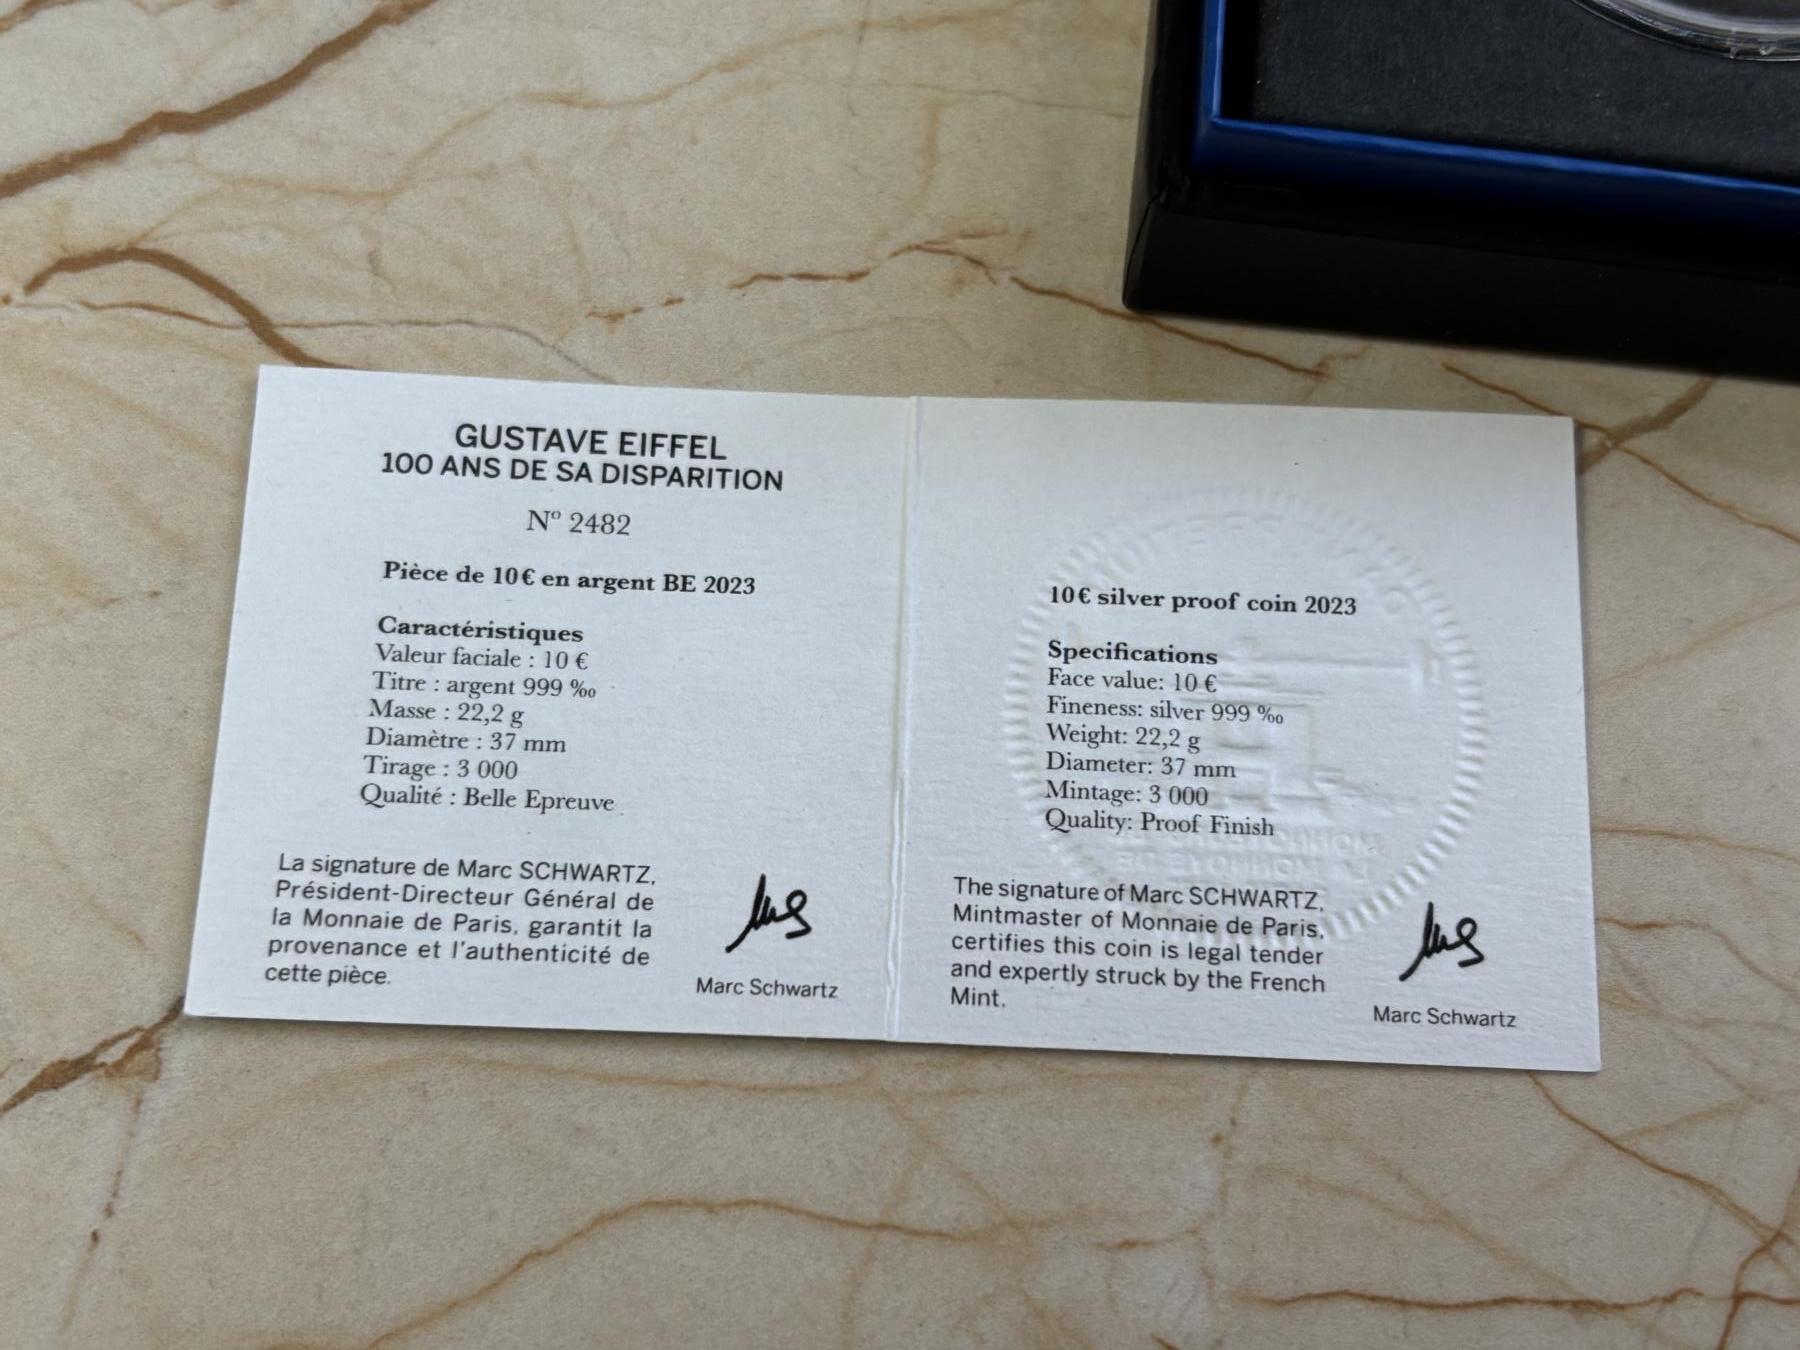 GUSTAVE EIFFEL
100 ANS DE SA DISPARITION
Nº 2482
Pièce de 10€ en argent BE 2023
Caractéristiques
Valeur faciale : 10 €
Titre : argent 999 ‰
Masse : 22,2 g
Diamètre : 37 mm
Tirage : 3 000
Qualité : Belle Epreuve
La signature de Marc SCHWARTZ,
Président-Directeur Général de
la Monnaie de Paris, garantit la
provenance et l'authenticité de
cette pièce.
Marc Schwartz
10€ silver proof coin 2023
Specifications
Face value: 10 €
Fineness: silver 999 ‰
Weight: 22,2 g
Diameter: 37 mm
Mintage: 3 000
Quality: Proof Finish
The signature of Marc SCHWARTZ,
Mintmaster of Monnaie de Paris,
certifies this coin is legal tender
and expertly struck by the French
Mint.
Marc Schwartz